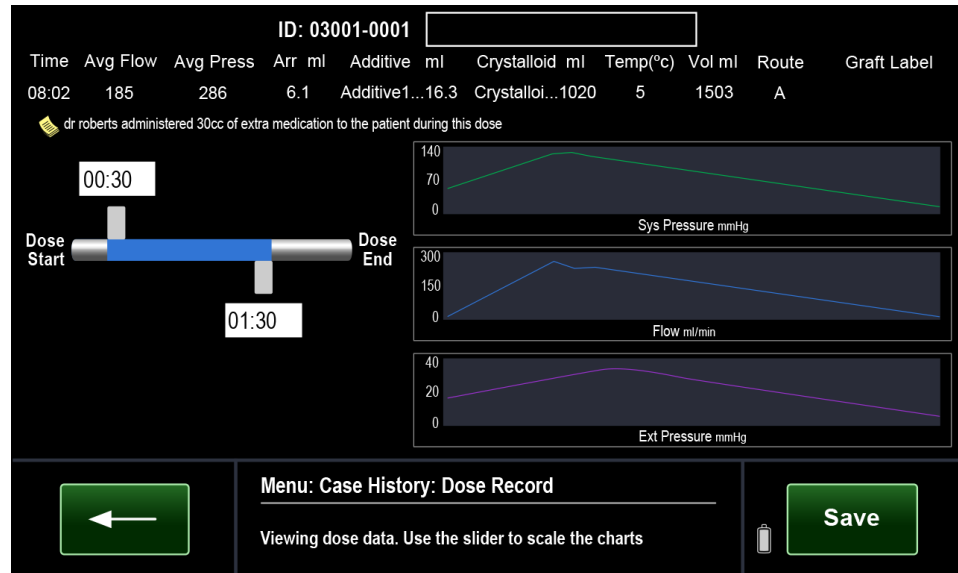 ID: 03001-0001
Time Avg Flow Avg Press Arr ml Additive ml Crystalloid ml Temp(ºc) Vol ml Route Graft Label
08:02 185 286 6.1 Additive1...16.3 Crystalloi...1020 5 1503 A
dr roberts administered 30cc of extra medication to the patient during this dose
00:30
Dose Start
Dose End
01:30
140
70
0
Sys Pressure mmHg
300
150
0
Flow ml/min
40
20
0
Ext Pressure mmHg
Menu: Case History: Dose Record
Viewing dose data. Use the slider to scale the charts
Save